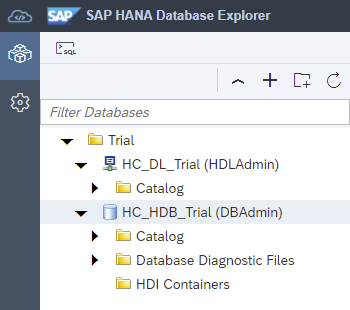 SAP SAP HANA Database Explorer
SQL
Filter Databases
Trial
HC_DL_Trial (HDLAdmin)
Catalog
HC_HDB_Trial (DBAdmin)
Catalog
Database Diagnostic Files
HDI Containers